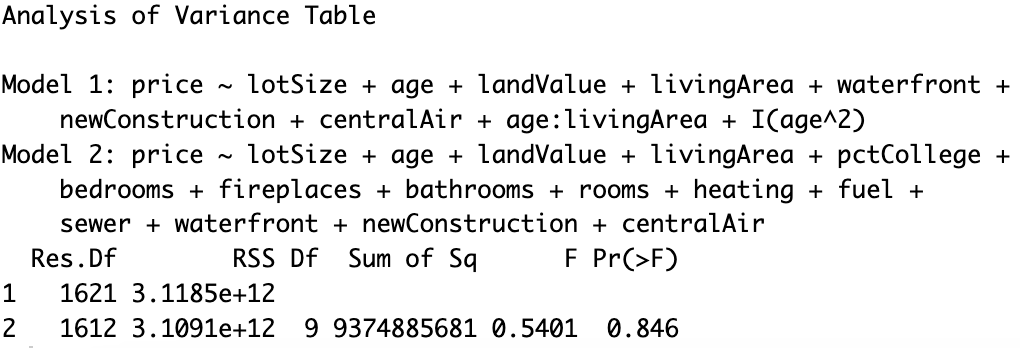 Analysis of Variance Table
Model 1: price ~ lotSize + age + landValue + livingArea + waterfront +
newConstruction + centralAir + age:livingArea + I(age^2)
Model 2: price ~ lotSize + age + landValue + livingArea + pctCollege +
bedrooms + fireplaces + bathrooms + rooms + heating + fuel +
sewer + waterfront + newConstruction + centralAir
Res.Df RSS Df Sum of Sq F Pr(>F)
1 1621 3.1185e+12
2 1612 3.1091e+12 9 9374885681 0.5401 0.846